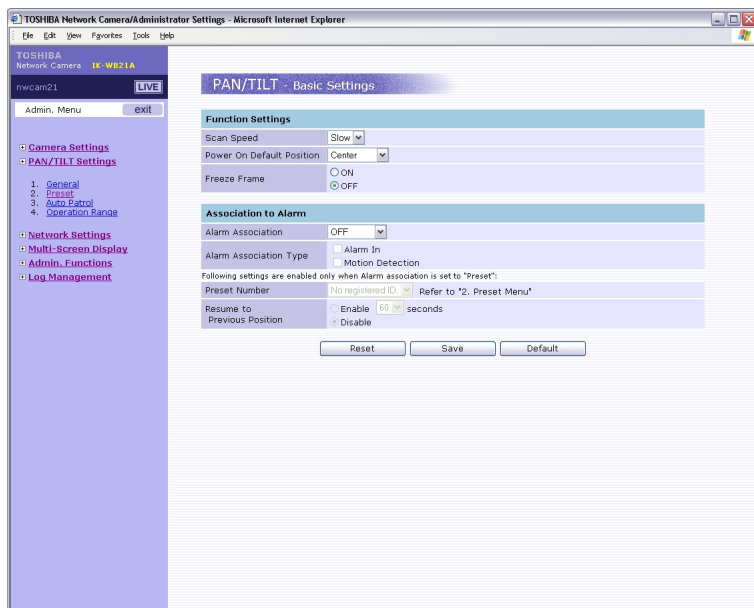 TOSHIBA Network Camera/Administrator Settings - Microsoft Internet Explorer
File Edit View Favorites Tools Help
TOSHIBA
Network Camera IK-WB21A
nwcam21 LIVE
Admin. Menu exit
Camera Settings
PAN/TILT Settings
1. General
2. Preset
3. Auto Patrol
4. Operation Range
Network Settings
Multi-Screen Display
Admin. Functions
Log Management
PAN/TILT - Basic Settings
Function Settings
Scan Speed Slow
Power On Default Position Center
Freeze Frame ON
OFF
Association to Alarm
Alarm Association OFF
Alarm Association Type Alarm In
Motion Detection
Following settings are enabled only when Alarm association is set to "Preset":
Preset Number No registered ID Refer to "2. Preset Menu"
Resume to Previous Position Enable 60 seconds
Disable
Reset Save Default